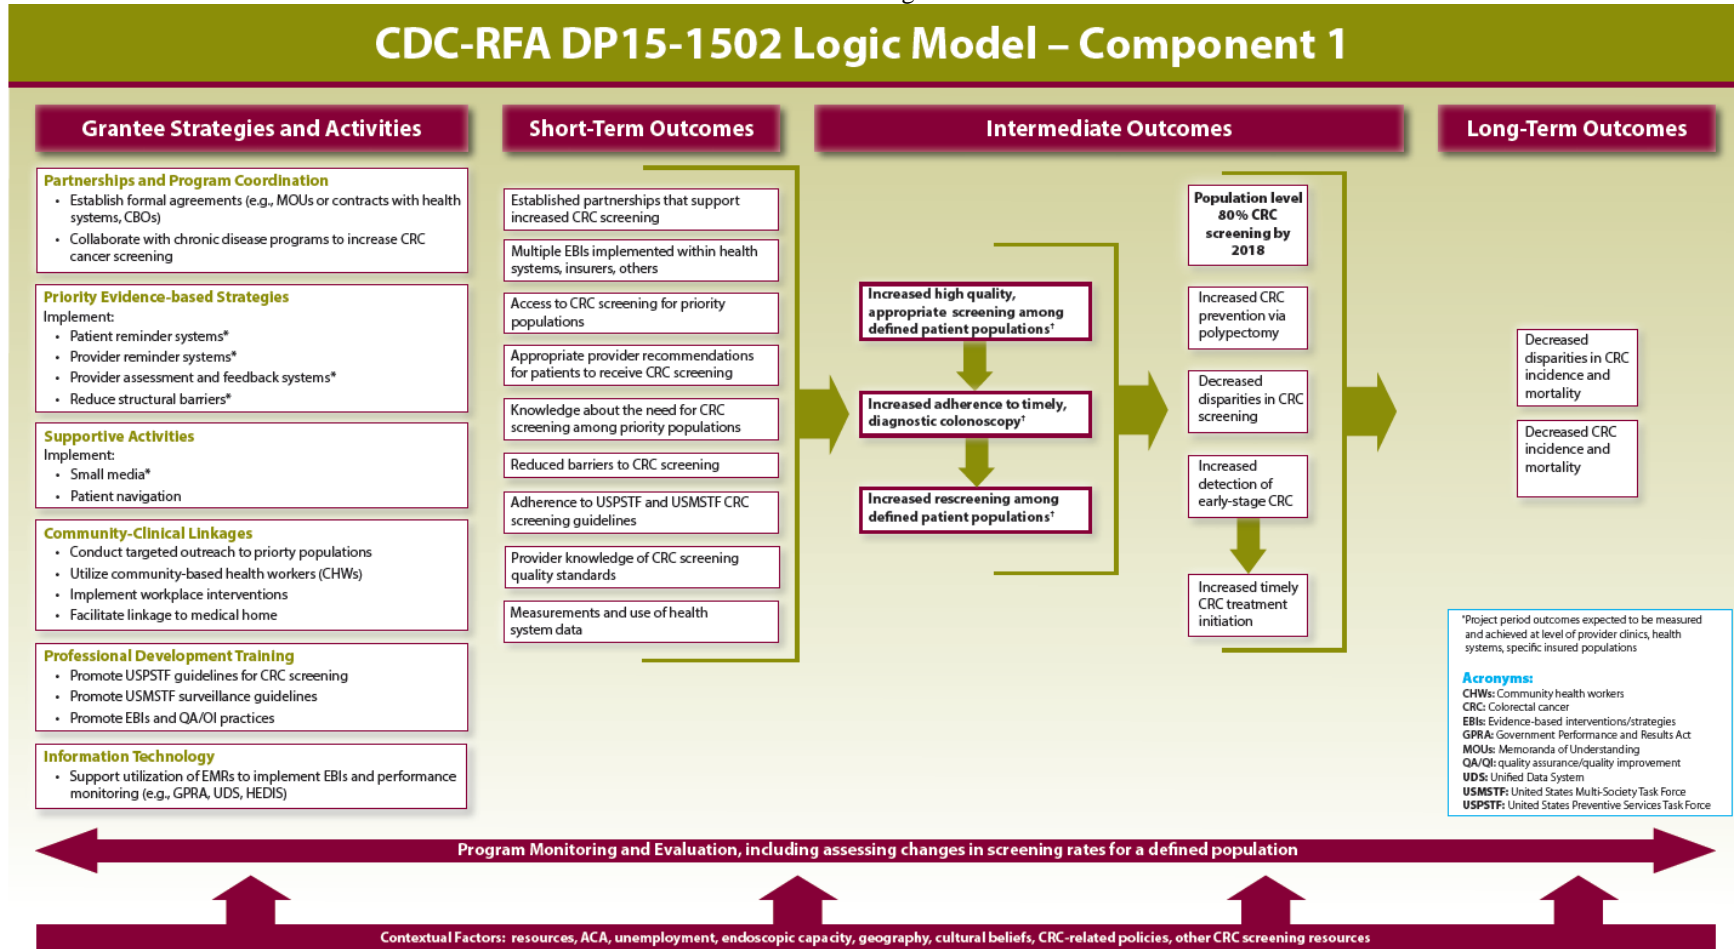 CDC-RFA DP15-1502 Logic Model – Component 1
Grantee Strategies and Activities
Partnerships and Program Coordination
• Establish formal agreements (e.g., MOUs or contracts with health
systems, CBOs)
• Collaborate with chronic disease programs to increase CRC
cancer screening
Priority Evidence-based Strategies
Implement:
• Patient reminder systems*
• Provider reminder systems*
• Provider assessment and feedback systems*
• Reduce structural barriers*
Supportive Activities
Implement:
• Small media*
• Patient navigation
Community-Clinical Linkages
• Conduct targeted outreach to priorty populations
• Utilize community-based health workers (CHWs)
• Implement workplace interventions
• Facilitate linkage to medical home
Professional Development Training
• Promote USPSTF guidelines for CRC screening
• Promote USMSTF surveillance guidelines
• Promote EBIs and QA/OI practices
Information Technology
• Support utilization of EMRs to implement EBIs and performance
monitoring (e.g., GPRA, UDS, HEDIS)
Short-Term Outcomes
Established partnerships that support
increased CRC screening
Multiple EBIs implemented within health
systems, insurers, others
Access to CRC screening for priority
populations
Appropriate provider recommendations
for patients to receive CRC screening
Knowledge about the need for CRC
screening among priority populations
Reduced barriers to CRC screening
Adherence to USPSTF and USMSTF CRC
screening guidelines
Provider knowledge of CRC screening
quality standards
Measurements and use of health
system data
Intermediate Outcomes
Increased high quality,
appropriate screening among
defined patient populations†
Increased adherence to timely,
diagnostic colonoscopy†
Increased rescreening among
defined patient populations†
Population level
80% CRC
screening by
2018
Increased CRC
prevention via
polypectomy
Decreased
disparities in CRC
screening
Increased
detection of
early-stage CRC
Increased timely
CRC treatment
initiation
Long-Term Outcomes
Decreased
disparities in CRC
incidence and
mortality
Decreased CRC
incidence and
mortality
†Project period outcomes expected to be measured
and achieved at level of provider clinics, health
systems, specific insured populations
Acronyms:
CHWs: Community health workers
CRC: Colorectal cancer
EBIs: Evidence-based interventions/strategies
GPRA: Government Performance and Results Act
MOUs: Memoranda of Understanding
QA/QI: quality assurance/quality improvement
UDS: Unified Data System
USMSTF: United States Multi-Society Task Force
USPSTF: United States Preventive Services Task Force
Program Monitoring and Evaluation, including assessing changes in screening rates for a defined population
Contextual Factors: resources, ACA, unemployment, endoscopic capacity, geography, cultural beliefs, CRC-related policies, other CRC screening resources